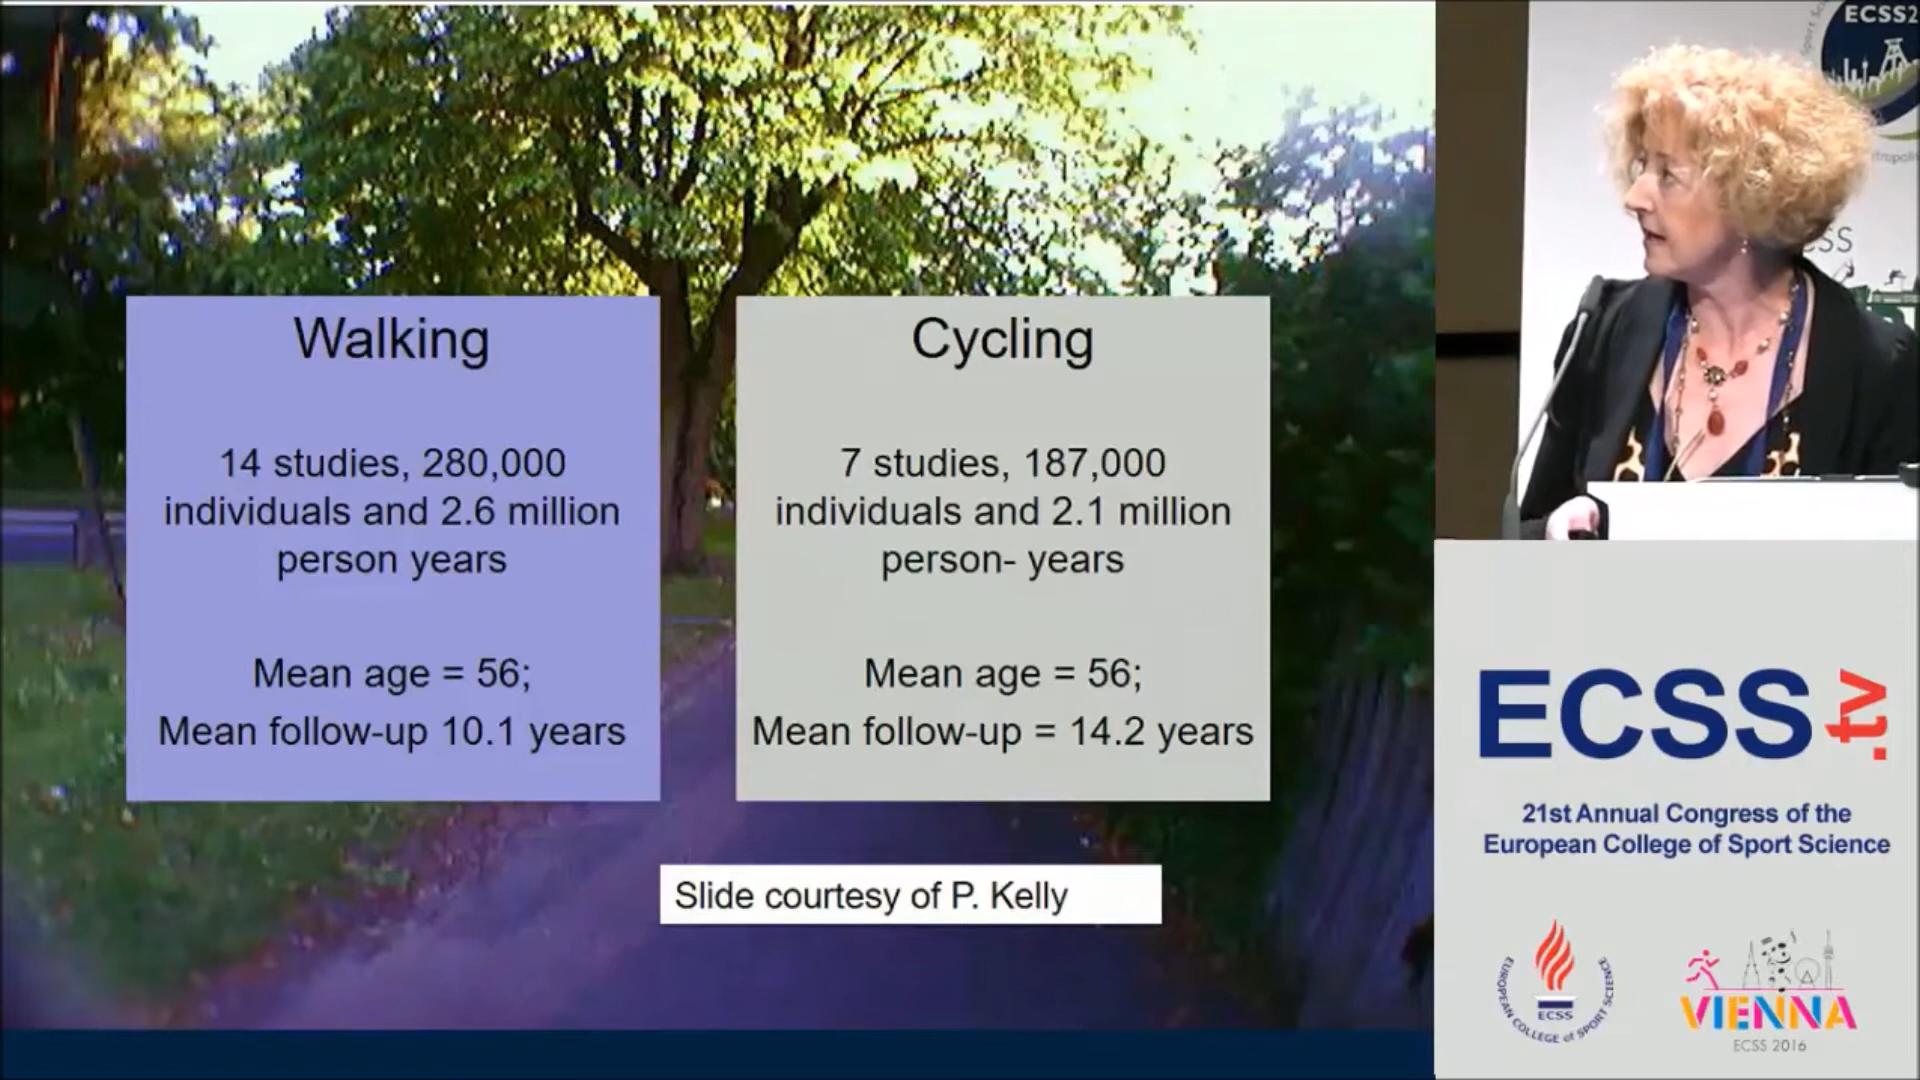 Walking
14 studies, 280,000
individuals and 2.6 million
person years
Mean age = 56;
Mean follow-up 10.1 years
Cycling
7 studies, 187,000
individuals and 2.1 million
person- years
Mean age = 56;
Mean follow-up = 14.2 years
Slide courtesy of P. Kelly
ECSS2
ECSS
.tv
21st Annual Congress of the
European College of Sport Science
EUROPEAN COLLEGE of SPORT SCIENCE
ECSS
VIENNA
ECSS 2016